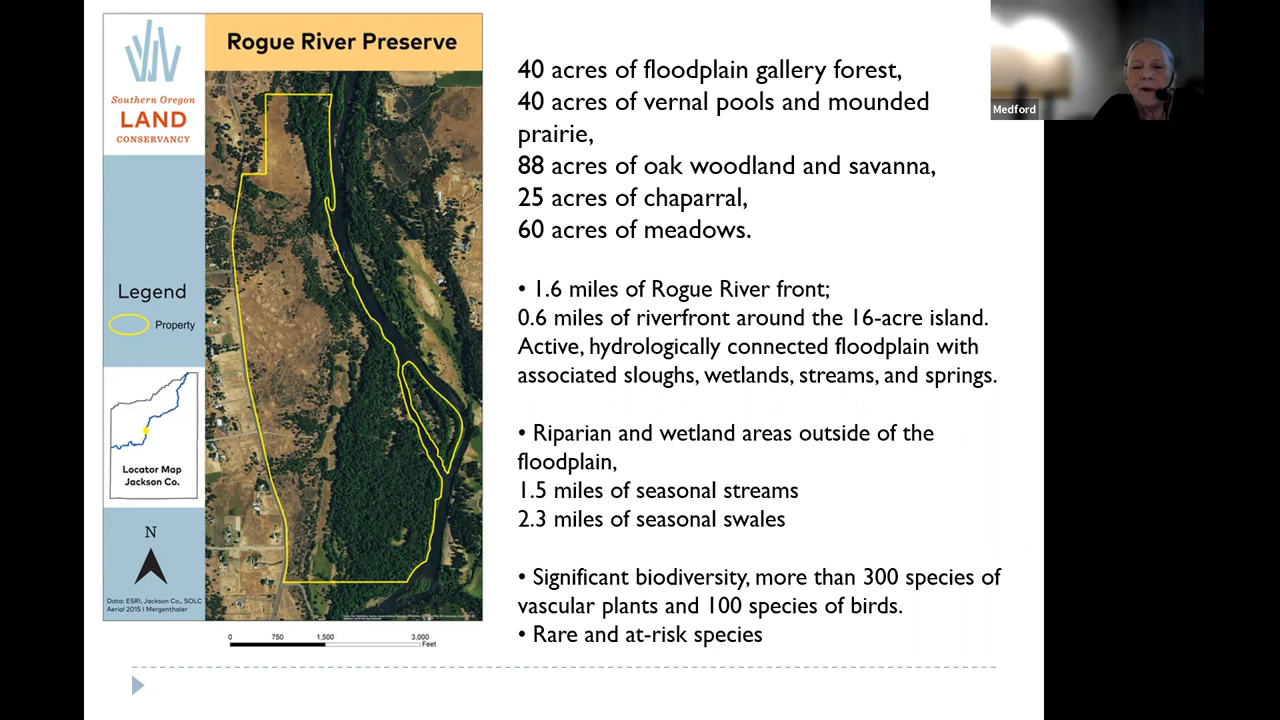 Rogue River Preserve
Southern Oregon
LAND
CONSERVANCY
Legend
Property
Locator Map
Jackson Co.
N
Data: ESRI, Jackson Co., SOLC
Aerial 2015 I Mergenthaler
0 750 1,500 3,000
Feet
40 acres of floodplain gallery forest,
40 acres of vernal pools and mounded
prairie,
88 acres of oak woodland and savanna,
25 acres of chaparral,
60 acres of meadows.
• 1.6 miles of Rogue River front;
0.6 miles of riverfront around the 16-acre island.
Active, hydrologically connected floodplain with
associated sloughs, wetlands, streams, and springs.
• Riparian and wetland areas outside of the
floodplain,
1.5 miles of seasonal streams
2.3 miles of seasonal swales
• Significant biodiversity, more than 300 species of
vascular plants and 100 species of birds.
• Rare and at-risk species
Medford